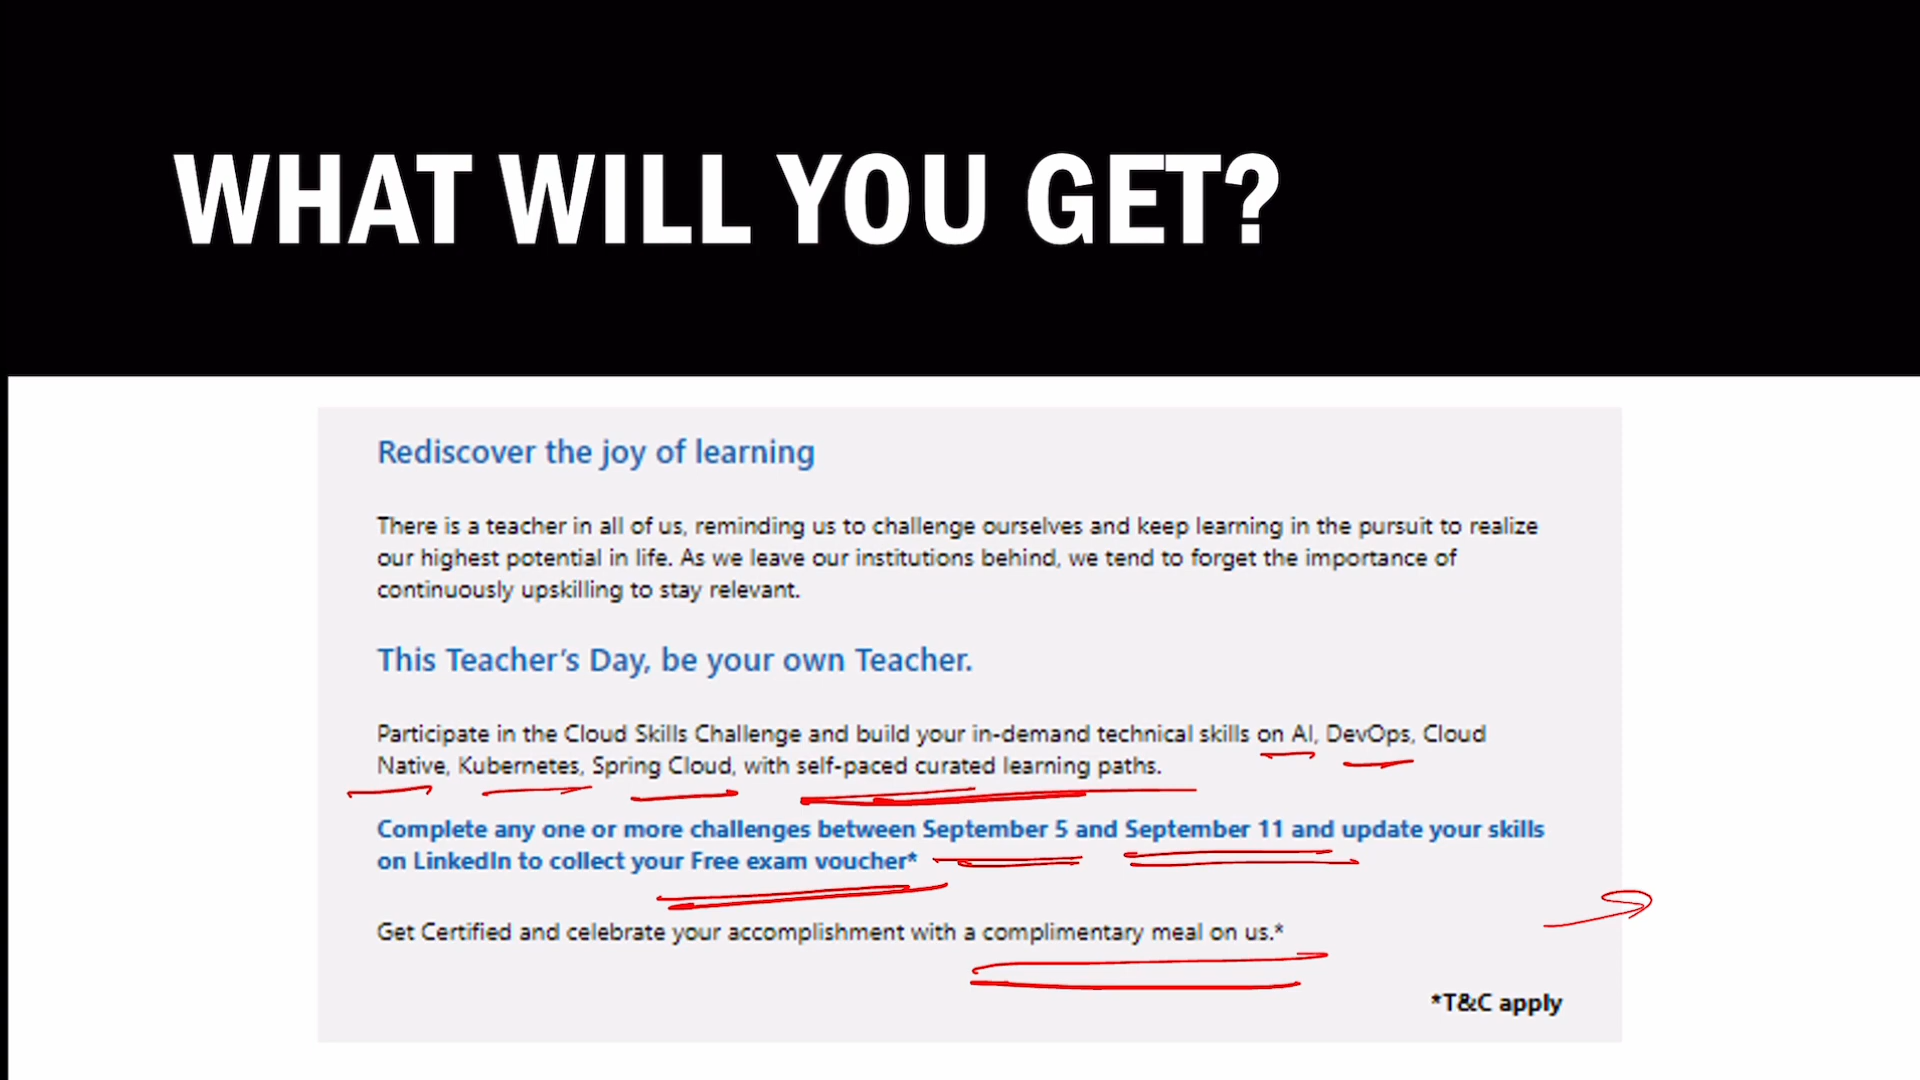 WHAT WILL YOU GET?
Rediscover the joy of learning
There is a teacher in all of us, reminding us to challenge ourselves and keep learning in the pursuit to realize
our highest potential in life. As we leave our institutions behind, we tend to forget the importance of
continuously upskilling to stay relevant.
This Teacher's Day, be your own Teacher.
Participate in the Cloud Skills Challenge and build your in-demand technical skills on AI, DevOps, Cloud
Native, Kubernetes, Spring Cloud, with self-paced curated learning paths.
Complete any one or more challenges between September 5 and September 11 and update your skills
on LinkedIn to collect your Free exam voucher*
Get Certified and celebrate your accomplishment with a complimentary meal on us.*
*T&C apply